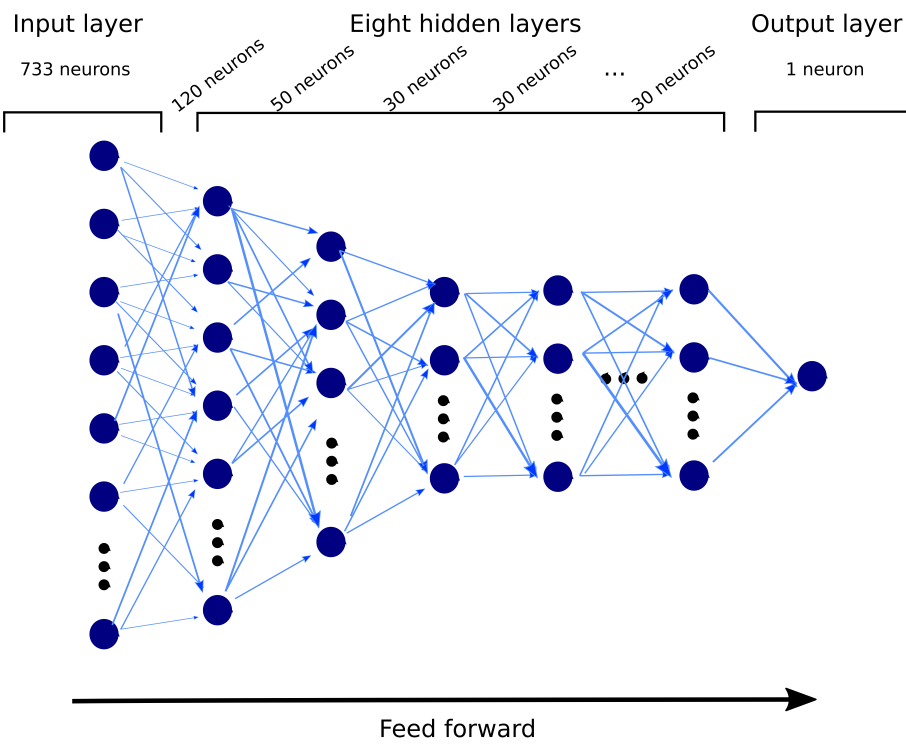 Input layer
Eight hidden layers
Output layer
733 neurons
120 neurons
50 neurons
30 neurons
30 neurons
...
30 neurons
1 neuron
Feed forward